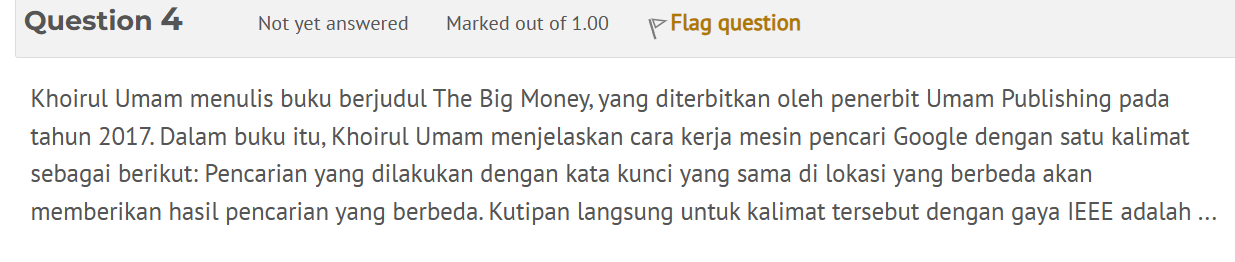 Question 4 Not yet answered Marked out of 1.00 Flag question
Khoirul Umam menulis buku berjudul The Big Money, yang diterbitkan oleh penerbit Umam Publishing pada
tahun 2017. Dalam buku itu, Khoirul Umam menjelaskan cara kerja mesin pencari Google dengan satu kalimat
sebagai berikut: Pencarian yang dilakukan dengan kata kunci yang sama di lokasi yang berbeda akan
memberikan hasil pencarian yang berbeda. Kutipan langsung untuk kalimat tersebut dengan gaya IEEE adalah ...